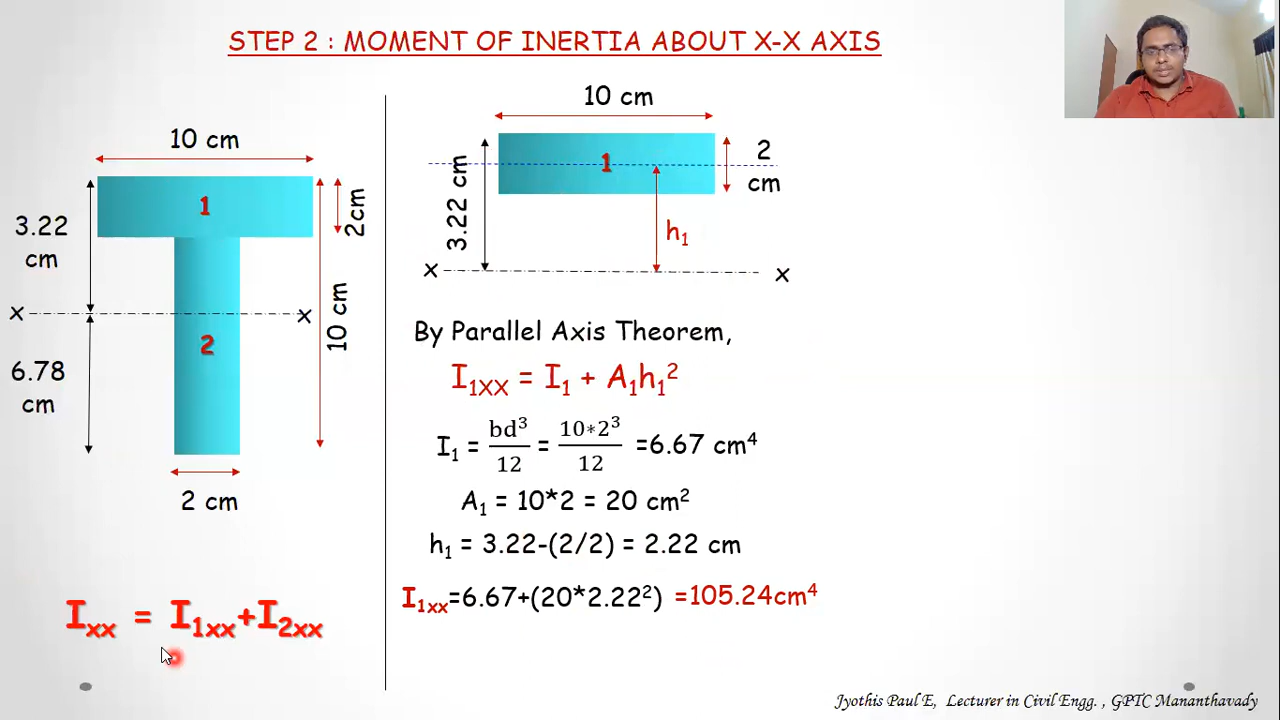 STEP 2 : MOMENT OF INERTIA ABOUT X-X AXIS
10 cm
1
2cm
3.22
cm
x
x
10 cm
2
6.78
cm
2 cm
Ixx = I1xx+I2xx
10 cm
1
2
cm
3.22 cm
h1
x
x
By Parallel Axis Theorem,
I1XX = I1 + A1h1²
I1 = bd³/12 = 10∗2³/12 =6.67 cm⁴
A1 = 10*2 = 20 cm²
h1 = 3.22-(2/2) = 2.22 cm
I1xx=6.67+(20*2.22²) =105.24cm⁴
Jyothis Paul E, Lecturer in Civil Engg. , GPTC Mananthavady